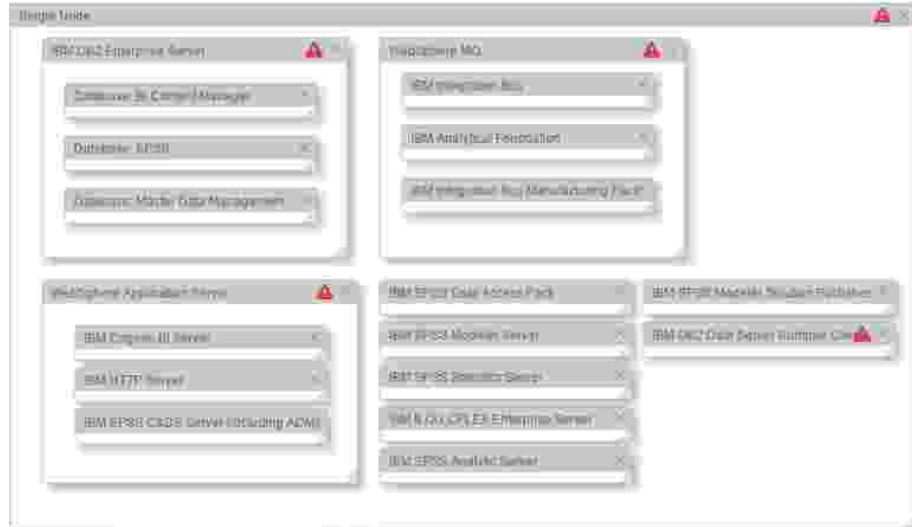 Single Node
IBM DB2 Enterprise Server
Database BI Content Manager
Database SPSS
Database Master Data Management
WebSphere MQ
IBM Integration Bus
IBM Analytical Foundation
IBM Integration Bus Manufacturing Pack
WebSphere Application Server
IBM Cognos BI Server
IBM HTTP Server
IBM SPSS C&DS Server (including ADM)
IBM SPSS Data Access Pack
IBM SPSS Modeler Server
IBM SPSS Statistics Server
IBM ILOG CPLEX Enterprise Server
IBM SPSS Analytic Server
IBM SPSS Modeler Solution Publisher
IBM DB2 Data Server Runtime